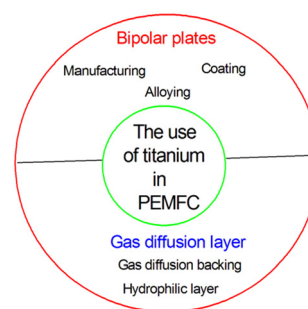 Bipolar plates
Manufacturing
Coating
Alloying
The use
of titanium
in
PEMFC
Gas diffusion layer
Gas diffusion backing
Hydrophilic layer